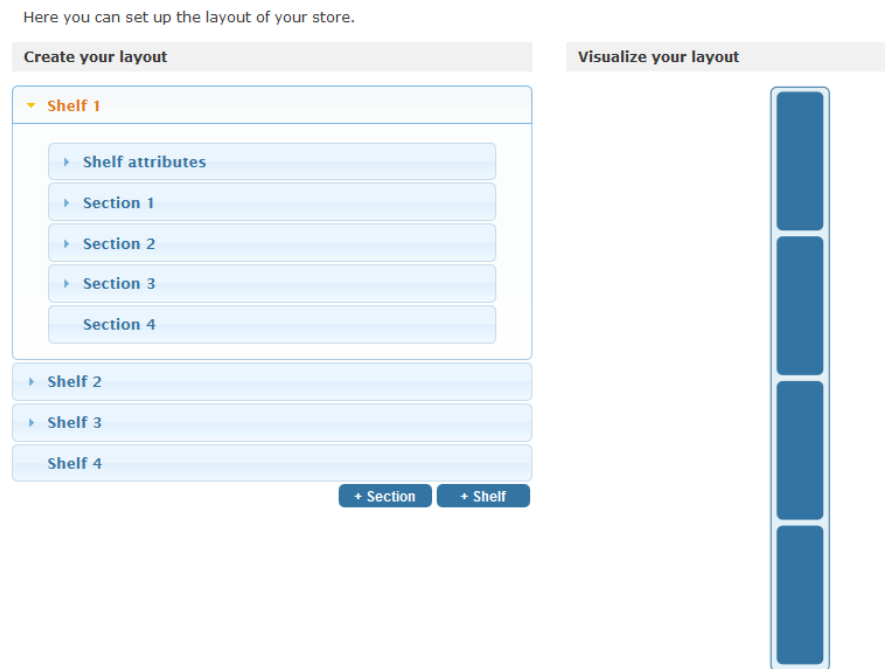 Here you can set up the layout of your store.
Create your layout
Visualize your layout
Shelf 1
Shelf attributes
Section 1
Section 2
Section 3
Section 4
Shelf 2
Shelf 3
Shelf 4
+ Section
+ Shelf